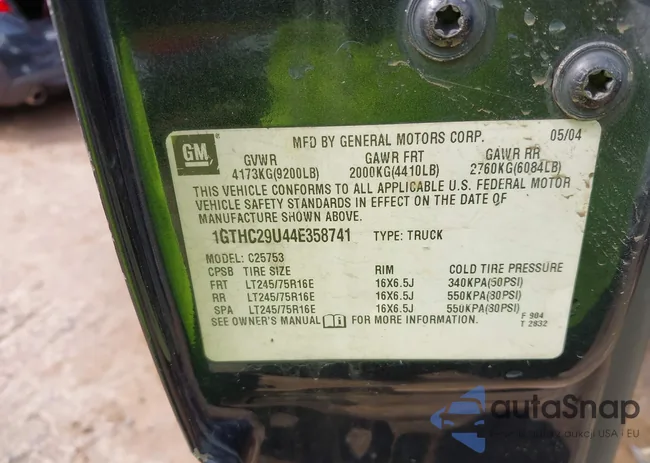 GM
MFD BY GENERAL MOTORS CORP. 05/04
GVWR GAWR FRT GAWR RR
4173KG(9200LB) 2000KG(4410LB) 2760KG(6084LB)
THIS VEHICLE CONFORMS TO ALL APPLICABLE U.S. FEDERAL MOTOR
VEHICLE SAFETY STANDARDS IN EFFECT ON THE DATE OF
MANUFACTURE SHOWN ABOVE.
1GTHC29U44E358741 TYPE: TRUCK
MODEL: C25753
CPSB TIRE SIZE RIM COLD TIRE PRESSURE
FRT LT245/75R16E 16X6.5J 340KPA(50PSI)
RR LT245/75R16E 16X6.5J 550KPA(80PSI)
SPA LT245/75R16E 16X6.5J 550KPA(80PSI)
SEE OWNER'S MANUAL FOR MORE INFORMATION. F 904
T 2832
autoSnap
USA • EU